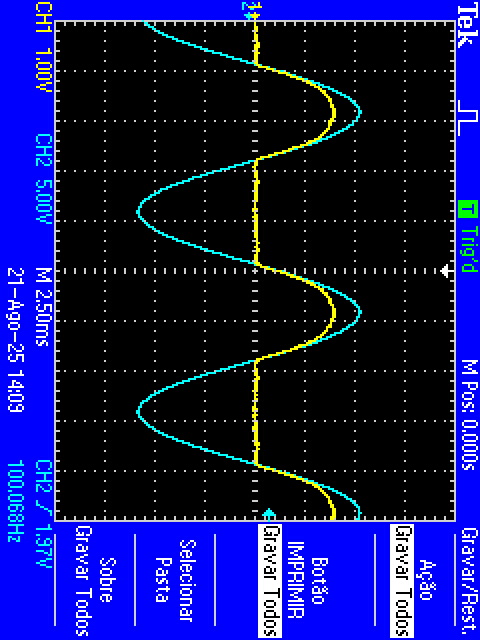 Tek
T Trig'd
M Pos: 0.000s
Gravar/Rest.
Ação
Gravar Todos
Botão
IMPRIMIR
Gravar Todos
Selecionar
Pasta
Sobre
Gravar Todos
2
CH1 1.00V
CH2 5.00V
M 2.50ms
CH2 / 1.97V
21-Ago-25 14:09
100.068Hz